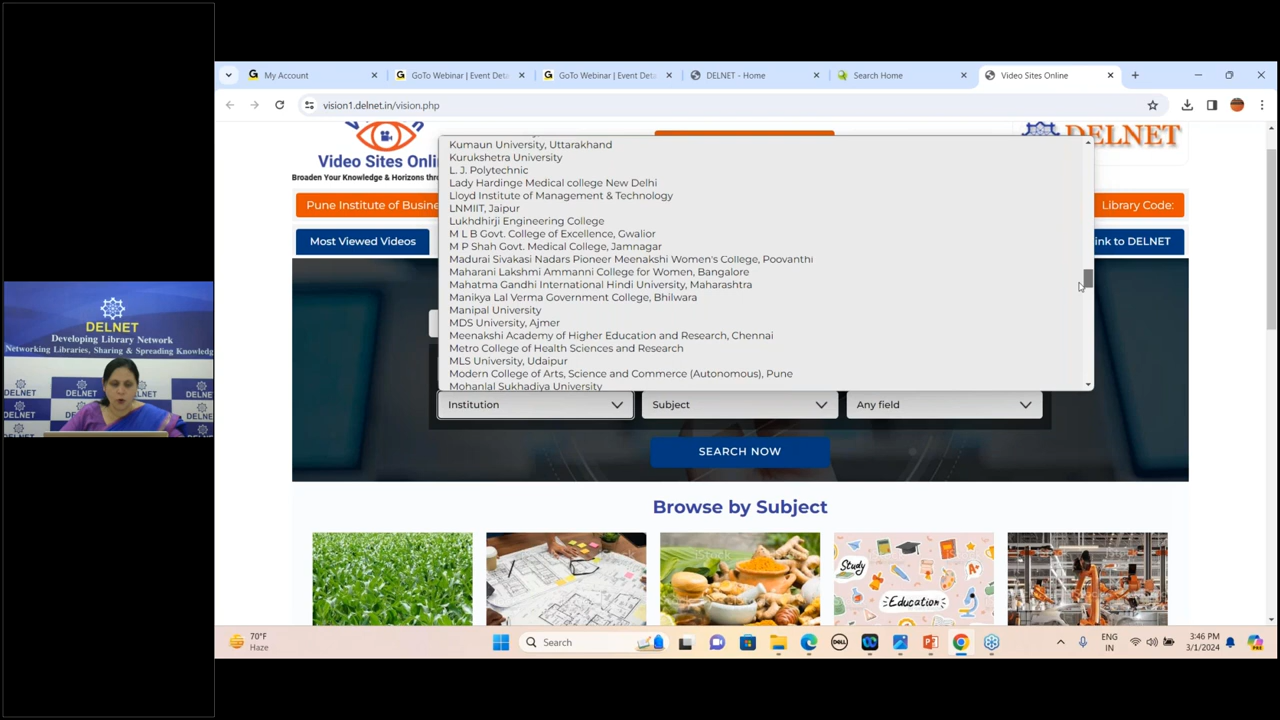 My Account
GoTo Webinar | Event Deta
GoTo Webinar | Event Deta
DELNET - Home
Search Home
Video Sites Online
vision1.delnet.in/vision.php
Video Sites Onli
Broaden Your Knowledge & Horizons thr
DELNET
Pune Institute of Busine
Library Code:
Most Viewed Videos
ink to DELNET
Kumaun University, Uttarakhand
Kurukshetra University
L. J. Polytechnic
Lady Hardinge Medical college New Delhi
Lloyd Institute of Management & Technology
LNMIIT, Jaipur
Lukhdhirji Engineering College
M L B Govt. College of Excellence, Gwalior
M P Shah Govt. Medical College, Jamnagar
Madurai Sivakasi Nadars Pioneer Meenakshi Women's College, Poovanthi
Maharani Lakshmi Ammanni College for Women, Bangalore
Mahatma Gandhi International Hindi University, Maharashtra
Manikya Lal Verma Government College, Bhilwara
Manipal University
MDS University, Ajmer
Meenakshi Academy of Higher Education and Research, Chennai
Metro College of Health Sciences and Research
MLS University, Udaipur
Modern College of Arts, Science and Commerce (Autonomous), Pune
Mohanlal Sukhadiya University
Institution
Subject
Any field
SEARCH NOW
Browse by Subject
iStock
Study
Education
DELNET
Developing Library Network
Networking Libraries, Sharing & Spreading Knowledg
DELNET
DELNET
DELNET
70°F
Haze
Search
DELL
ENG
IN
3:46 PM
3/1/2024